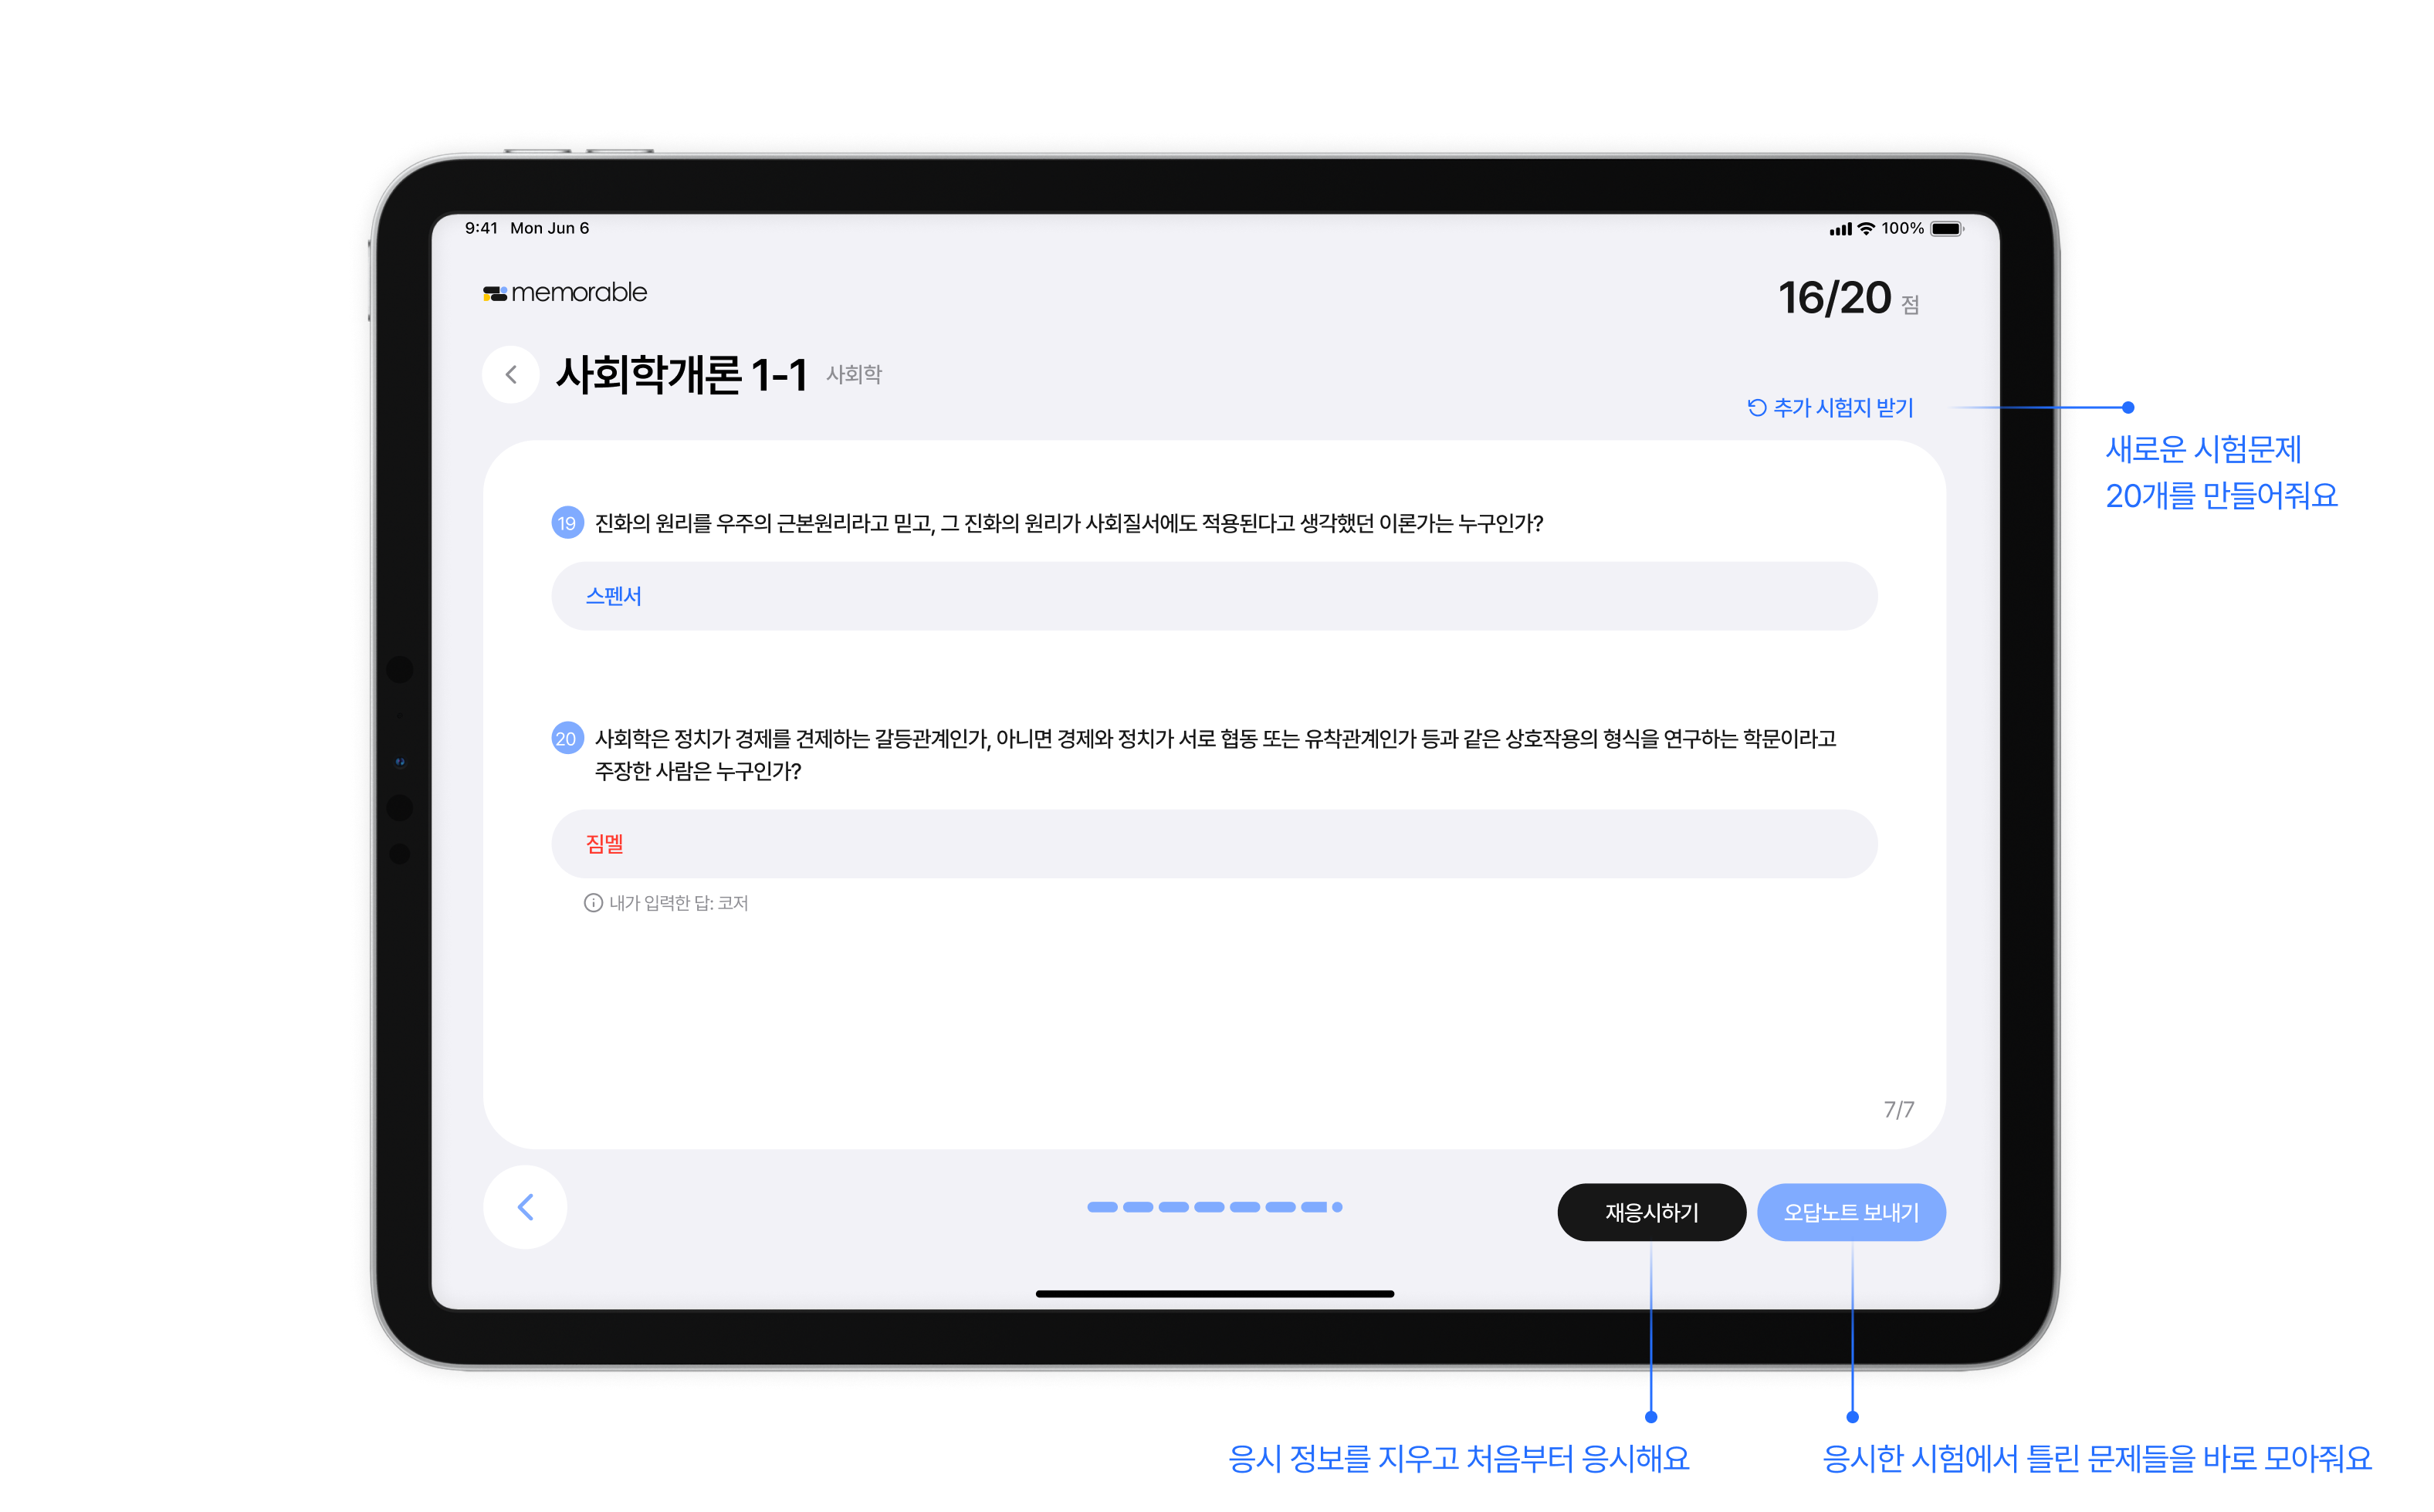 9:41 Mon Jun 6
100%
memorable
16/20 점
사회학개론 1-1 사회학
추가 시험지 받기
새로운 시험문제
20개를 만들어줘요
19 진화의 원리를 우주의 근본원리라고 믿고, 그 진화의 원리가 사회질서에도 적용된다고 생각했던 이론가는 누구인가?
스펜서
20 사회학은 정치가 경제를 견제하는 갈등관계인가, 아니면 경제와 정치가 서로 협동 또는 유착관계인가 등과 같은 상호작용의 형식을 연구하는 학문이라고
주장한 사람은 누구인가?
짐멜
내가 입력한 답: 코저
7/7
재응시하기
오답노트 보내기
응시 정보를 지우고 처음부터 응시해요
응시한 시험에서 틀린 문제들을 바로 모아줘요